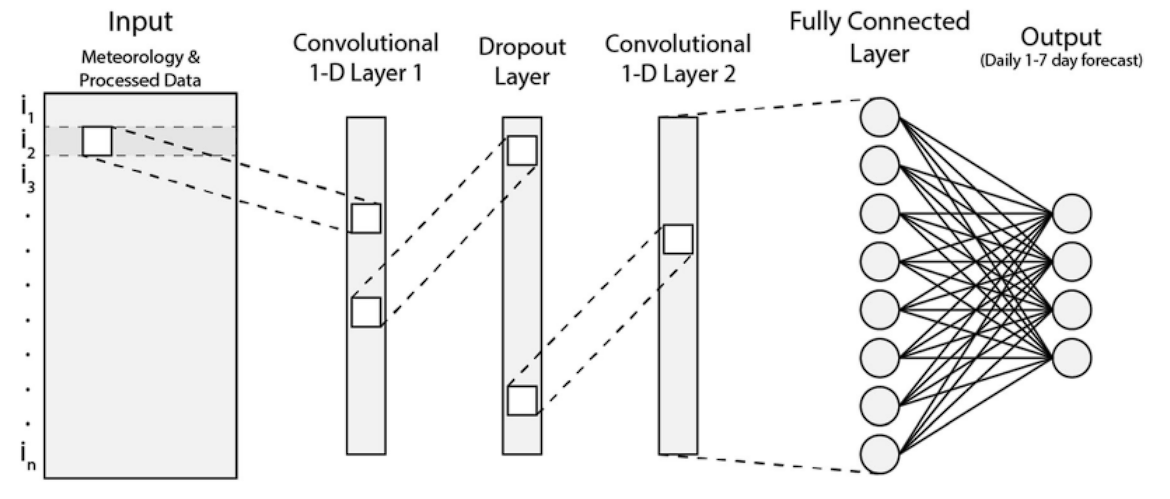 Input
Meteorology &
Processed Data
Convolutional
1-D Layer 1
Dropout
Layer
Convolutional
1-D Layer 2
Fully Connected
Layer
Output
(Daily 1-7 day forecast)
i1
i2
i3
in